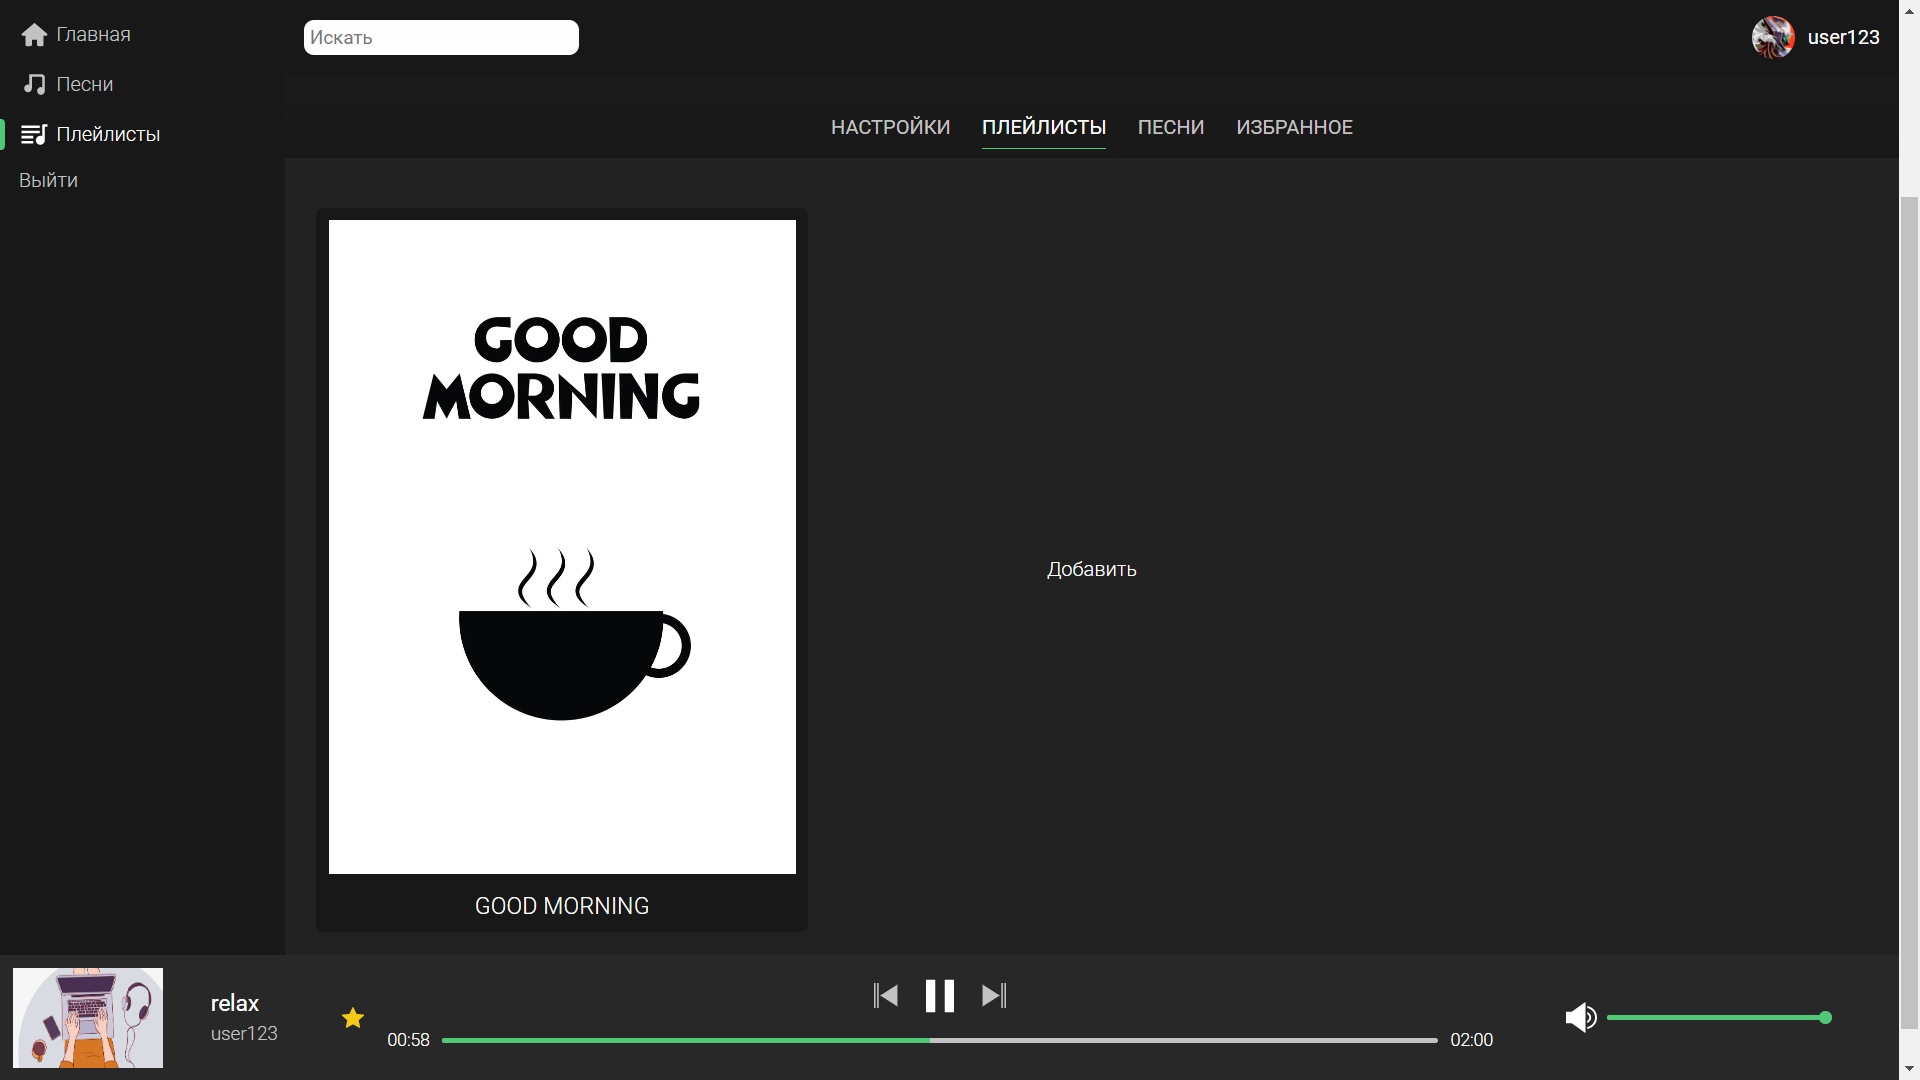 Главная
Песни
Плейлисты
Выйти
Искать
user123
НАСТРОЙКИ ПЛЕЙЛИСТЫ ПЕСНИ ИЗБРАННОЕ
GOOD
MORNING
GOOD MORNING
Добавить
relax
user123
00:58
02:00